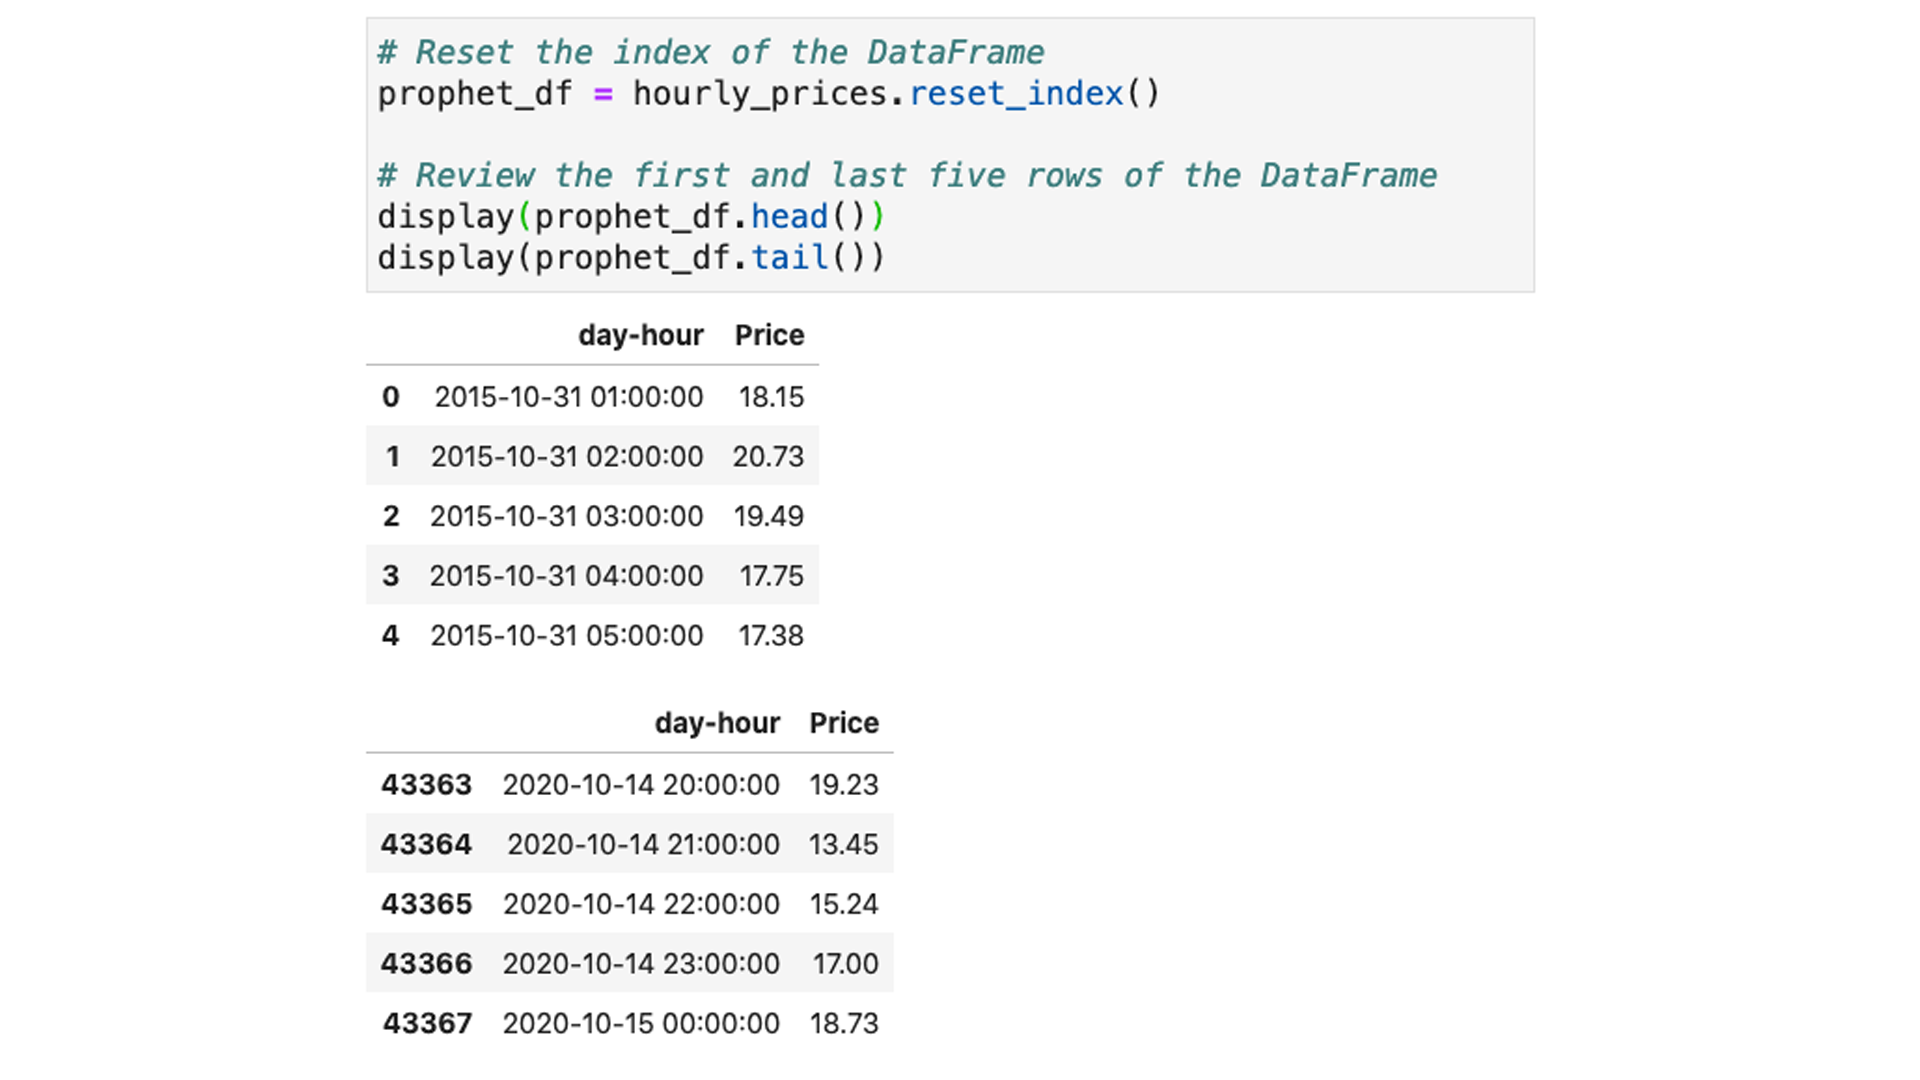 # Reset the index of the DataFrame
prophet_df = hourly_prices.reset_index()
# Review the first and last five rows of the DataFrame
display(prophet_df.head())
display(prophet_df.tail())
day-hour Price
0 2015-10-31 01:00:00 18.15
1 2015-10-31 02:00:00 20.73
2 2015-10-31 03:00:00 19.49
3 2015-10-31 04:00:00 17.75
4 2015-10-31 05:00:00 17.38
day-hour Price
43363 2020-10-14 20:00:00 19.23
43364 2020-10-14 21:00:00 13.45
43365 2020-10-14 22:00:00 15.24
43366 2020-10-14 23:00:00 17.00
43367 2020-10-15 00:00:00 18.73